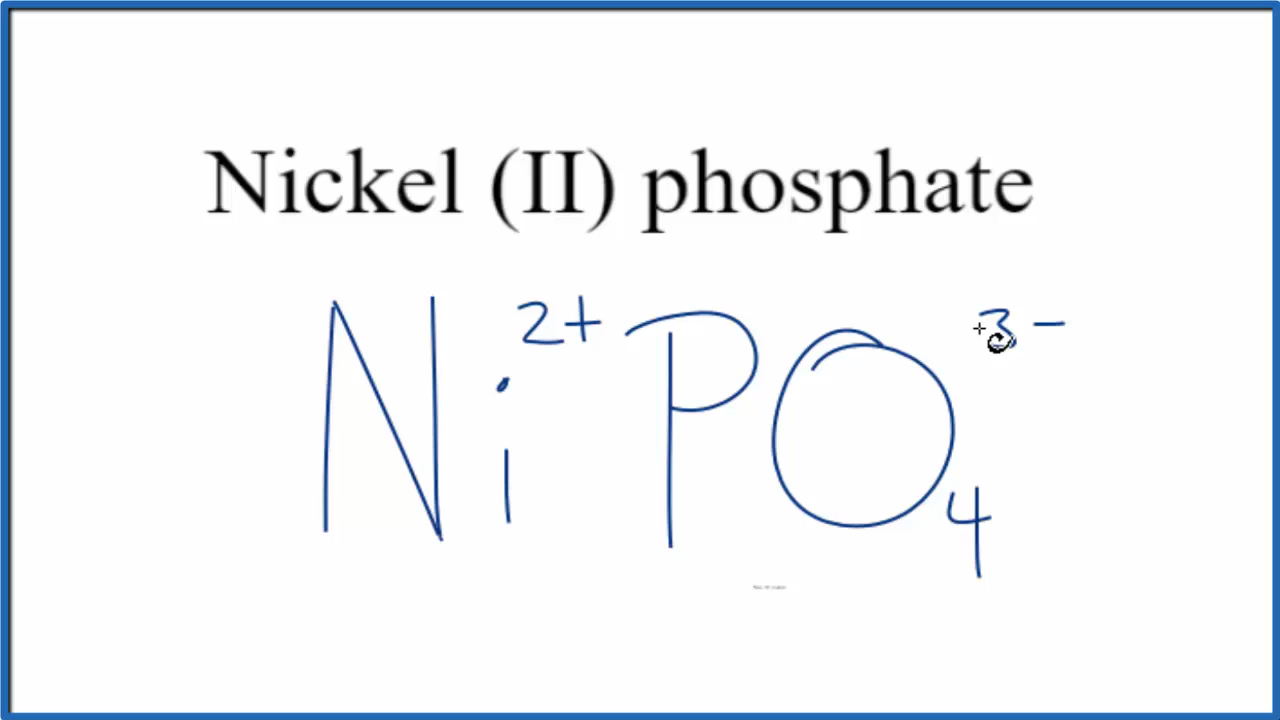 Nickel (II) phosphate
Ni²⁺ PO₄³⁻